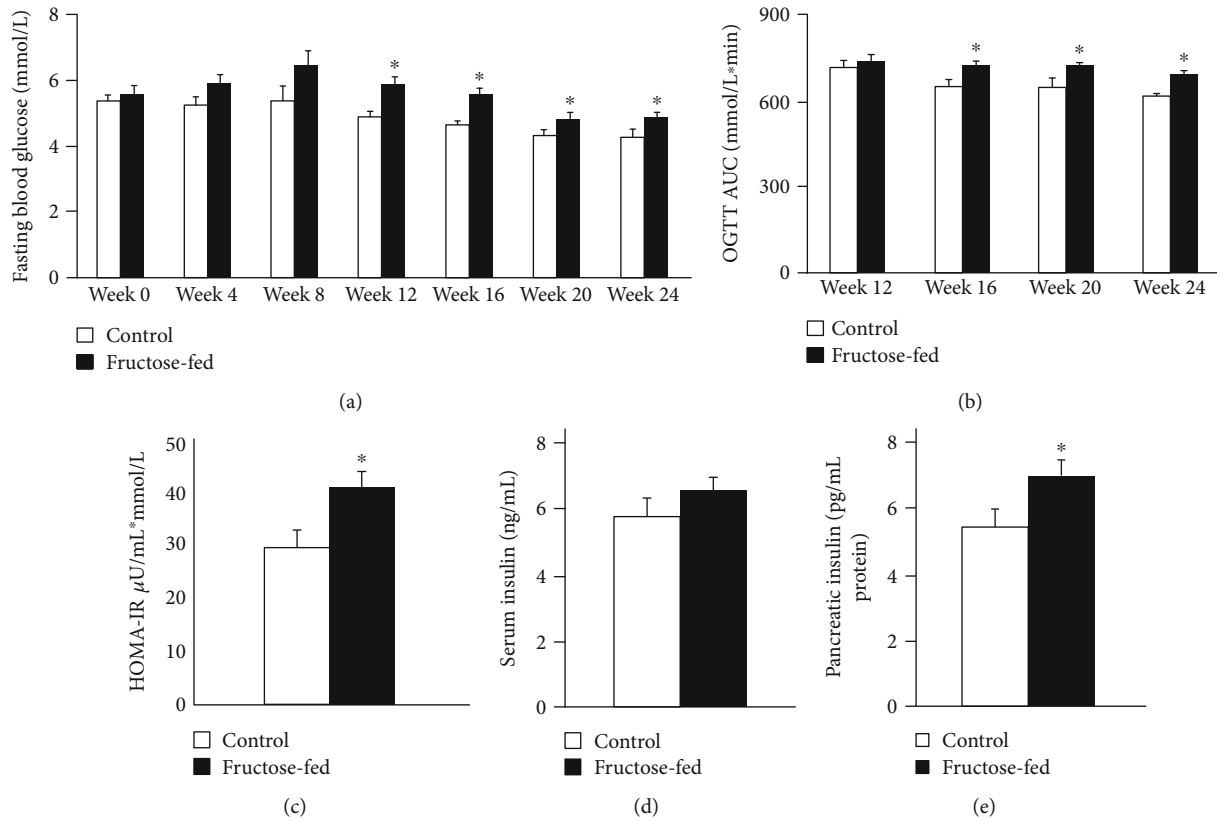 Fasting blood glucose (mmol/L)
8
6
4
2
0
* * * *
Week 0 Week 4 Week 8 Week 12 Week 16 Week 20 Week 24
Control
Fructose-fed
(a)
OGTT AUC (mmol/L*min)
900
600
300
0
* * *
Week 12 Week 16 Week 20 Week 24
Control
Fructose-fed
(b)
HOMA-IR μU/mL*mmol/L
50
40
30
20
10
0
*
Control
Fructose-fed
(c)
Serum insulin (ng/mL)
8
6
4
2
0
Control
Fructose-fed
(d)
Pancreatic insulin (pg/mL
protein)
8
6
4
2
0
*
Control
Fructose-fed
(e)